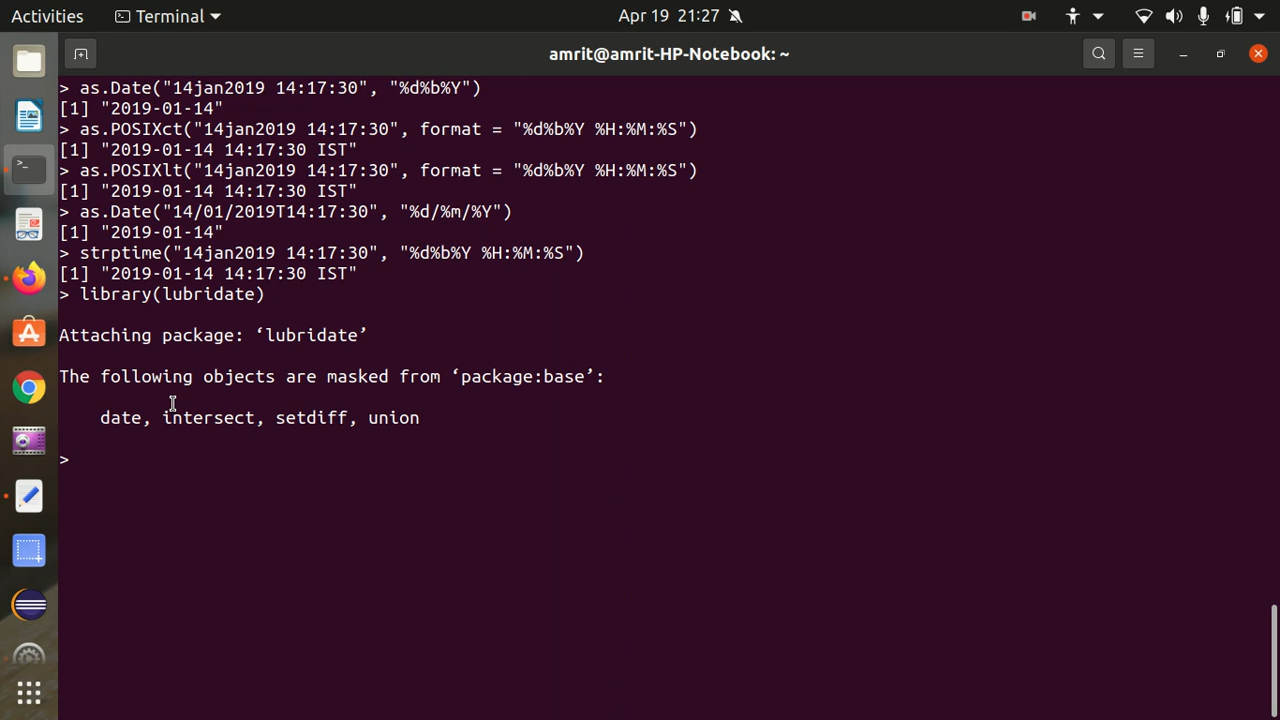 Activities Terminal Apr 19 21:27
amrit@amrit-HP-Notebook: ~
> as.Date("14jan2019 14:17:30", "%d%b%Y")
[1] "2019-01-14"
> as.POSIXct("14jan2019 14:17:30", format = "%d%b%Y %H:%M:%S")
[1] "2019-01-14 14:17:30 IST"
> as.POSIXlt("14jan2019 14:17:30", format = "%d%b%Y %H:%M:%S")
[1] "2019-01-14 14:17:30 IST"
> as.Date("14/01/2019T14:17:30", "%d/%m/%Y")
[1] "2019-01-14"
> strptime("14jan2019 14:17:30", "%d%b%Y %H:%M:%S")
[1] "2019-01-14 14:17:30 IST"
> library(lubridate)
Attaching package: ‘lubridate’
The following objects are masked from ‘package:base’:
date, intersect, setdiff, union
>